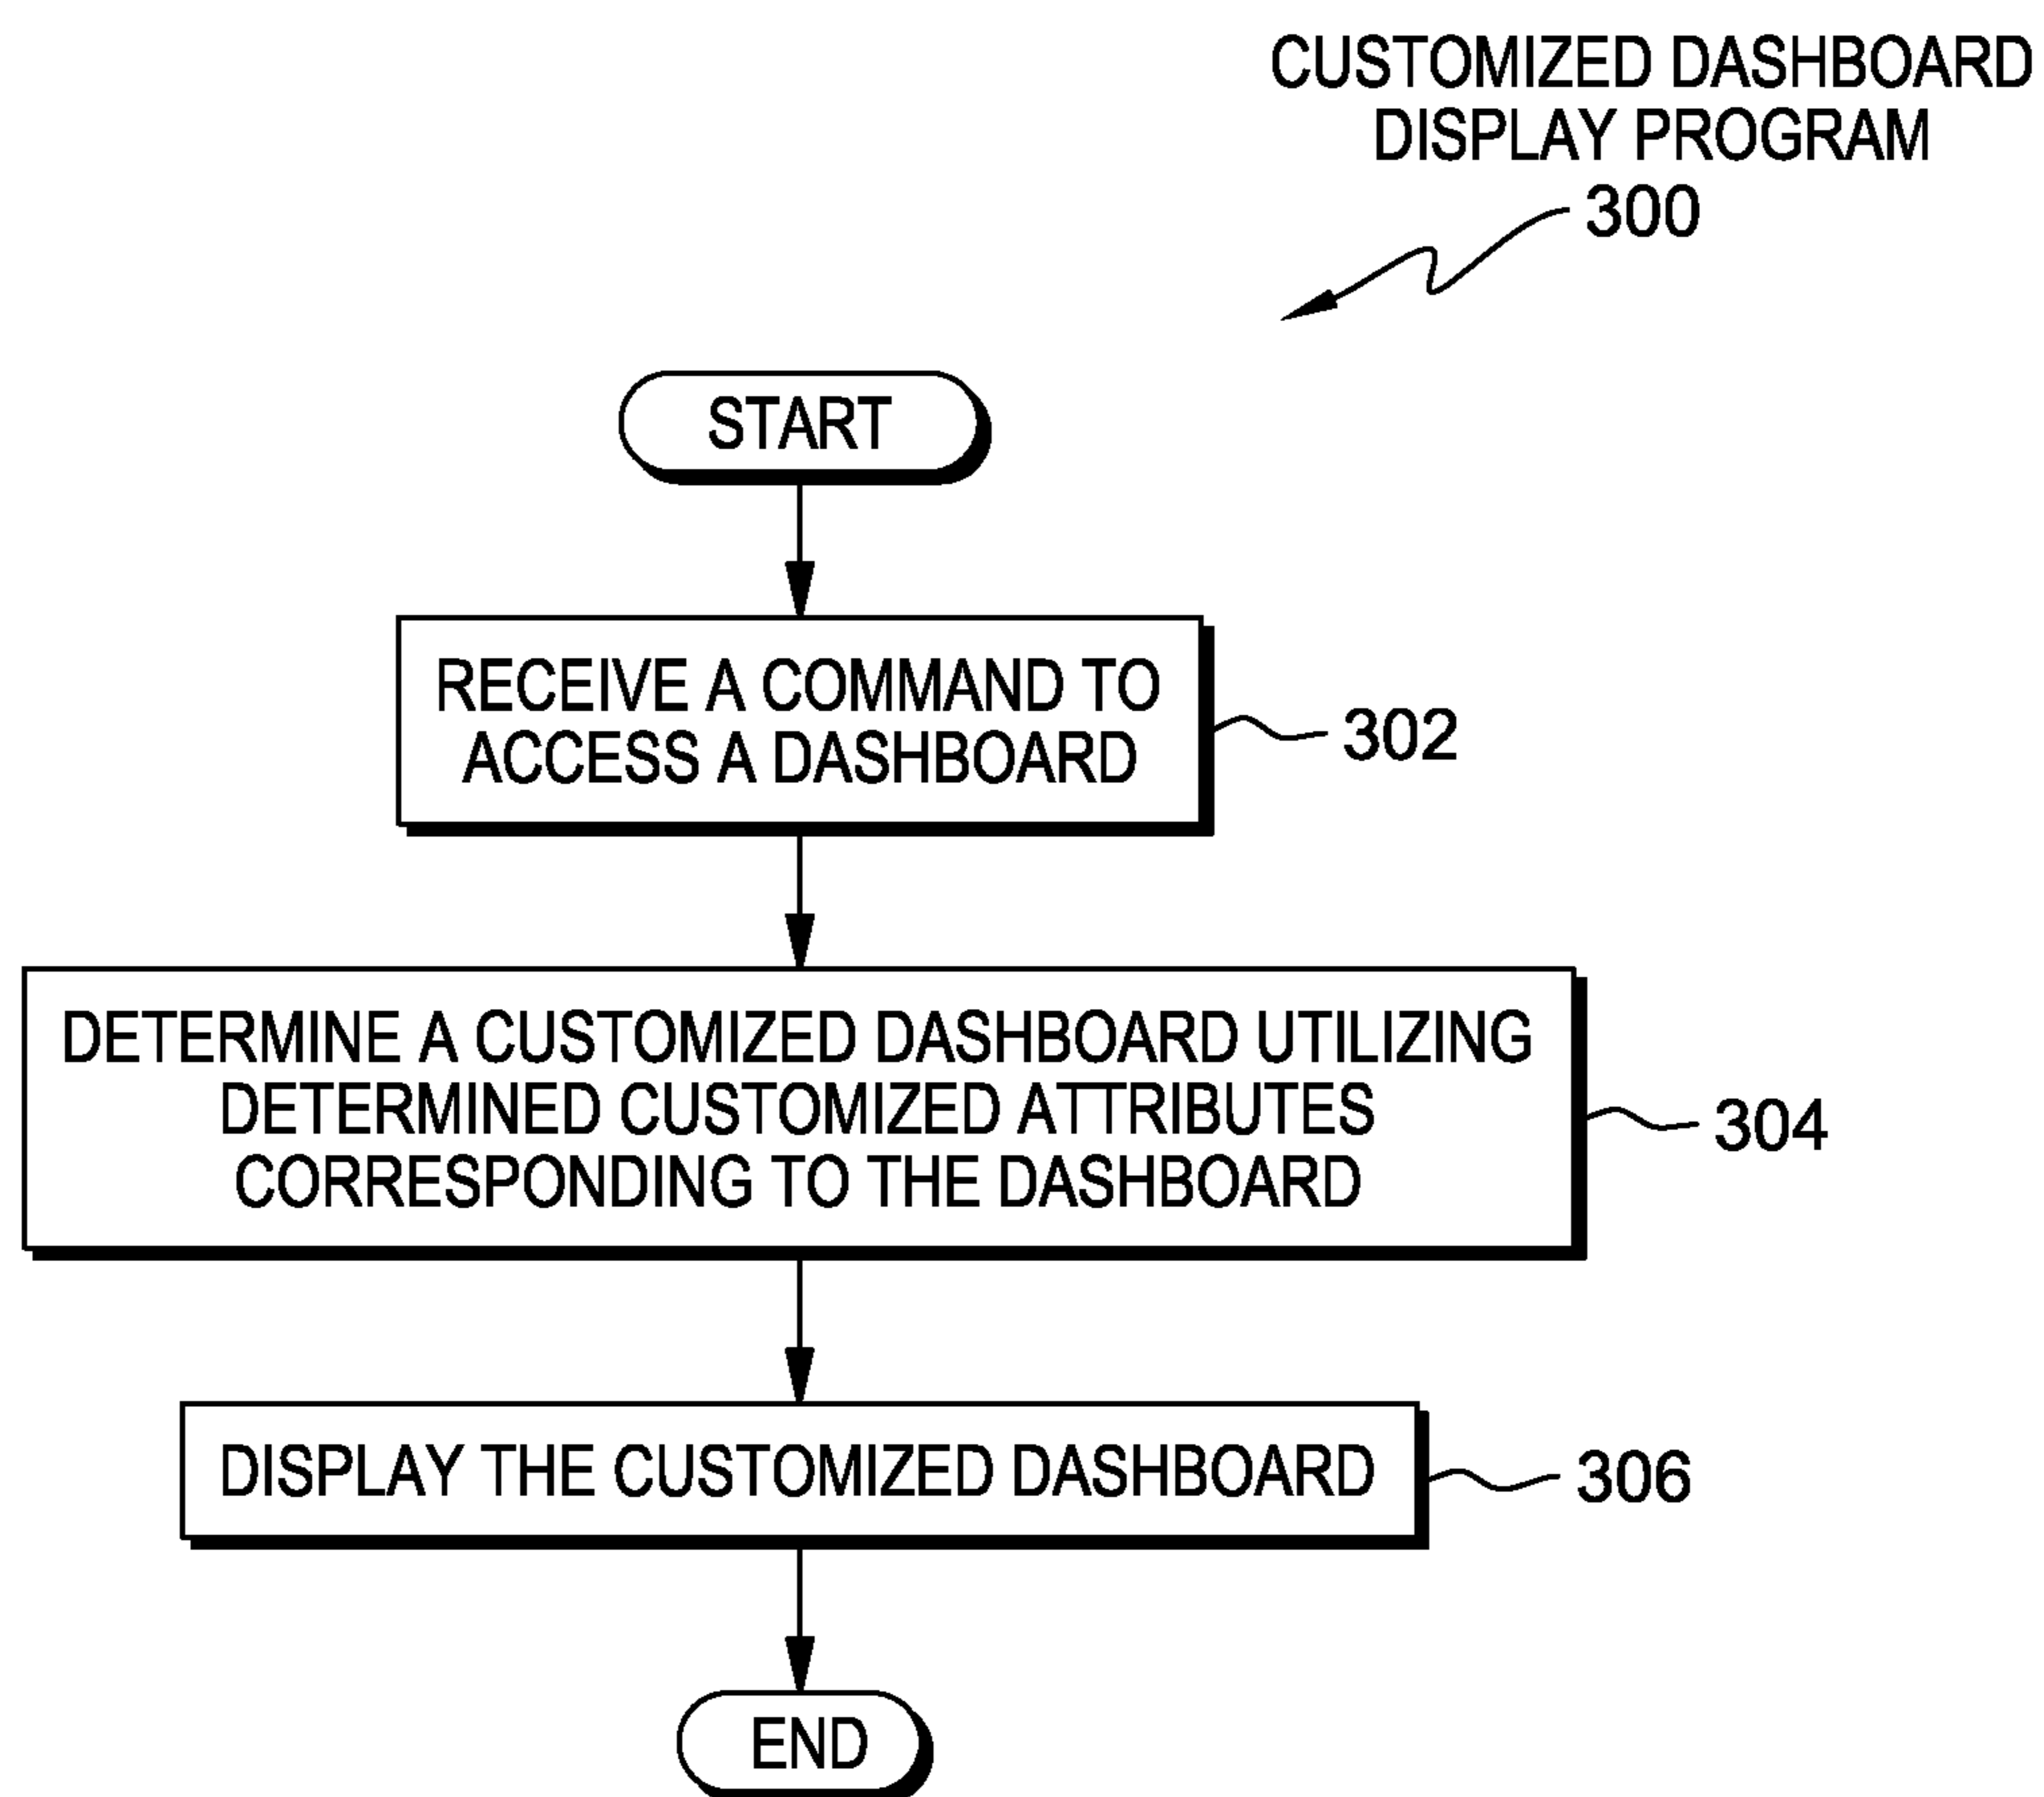 CUSTOMIZED DASHBOARD
DISPLAY PROGRAM
300
START
RECEIVE A COMMAND TO
ACCESS A DASHBOARD
302
DETERMINE A CUSTOMIZED DASHBOARD UTILIZING
DETERMINED CUSTOMIZED ATTRIBUTES
CORRESPONDING TO THE DASHBOARD
304
DISPLAY THE CUSTOMIZED DASHBOARD
306
END